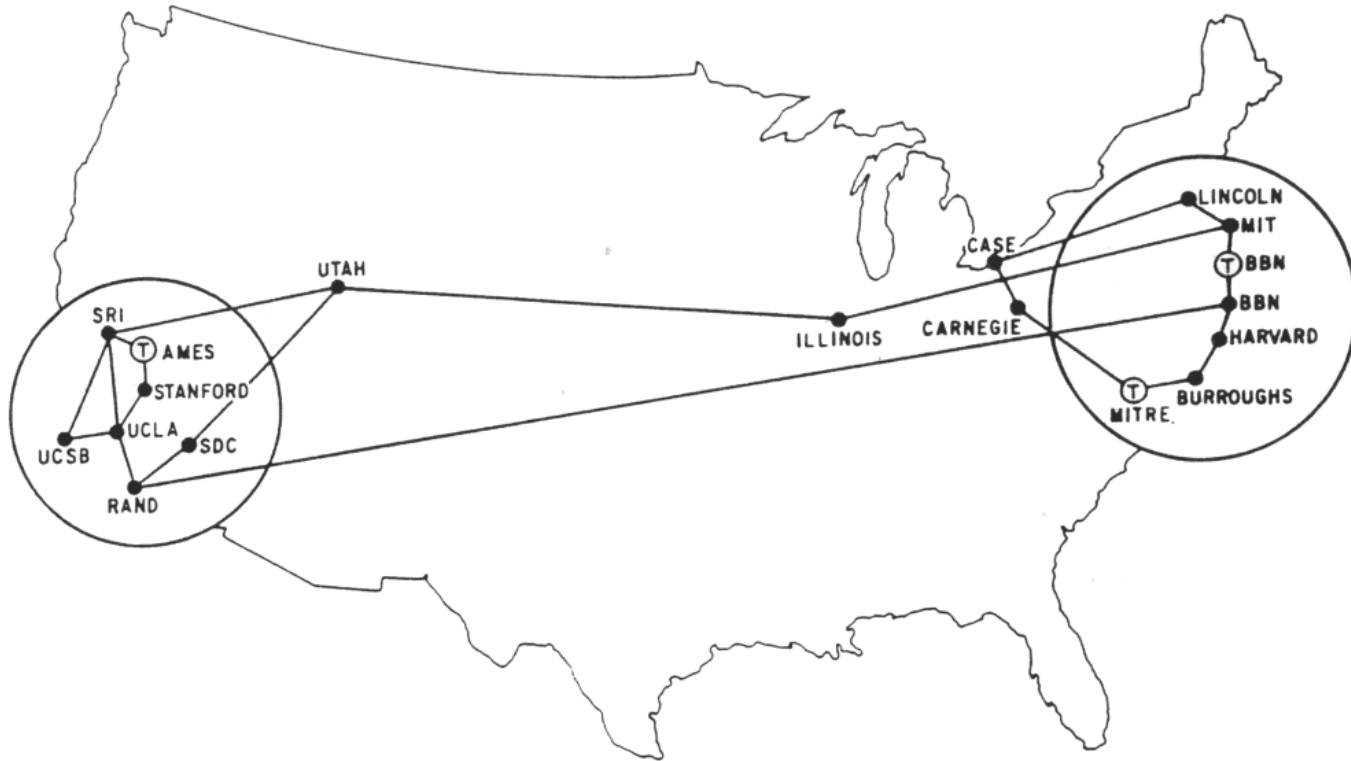 LINCOLN
MIT
CASE
T BBN
UTAH
BBN
SRI
ILLINOIS
CARNEGIE
HARVARD
T AMES
STANFORD
T
BURROUGHS
MITRE
UCLA
SDC
UCSB
RAND